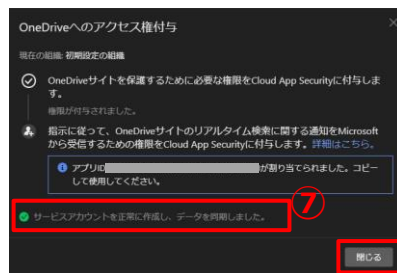 OneDriveへのアクセス権付与
×
現在の組織: 初期設定の組織
OneDriveサイトを保護するために必要な権限をCloud App Securityに付与しま
す。
権限が付与されました。
指示に従って、OneDriveサイトのリアルタイム検索に関する通知をMicrosoft
から受信するための権限をCloud App Securityに付与します。詳細はこちら。
アプリID が割り当てられました。コピー
して使用してください。
サービスアカウントを正常に作成し、データを同期しました。
⑦
閉じる